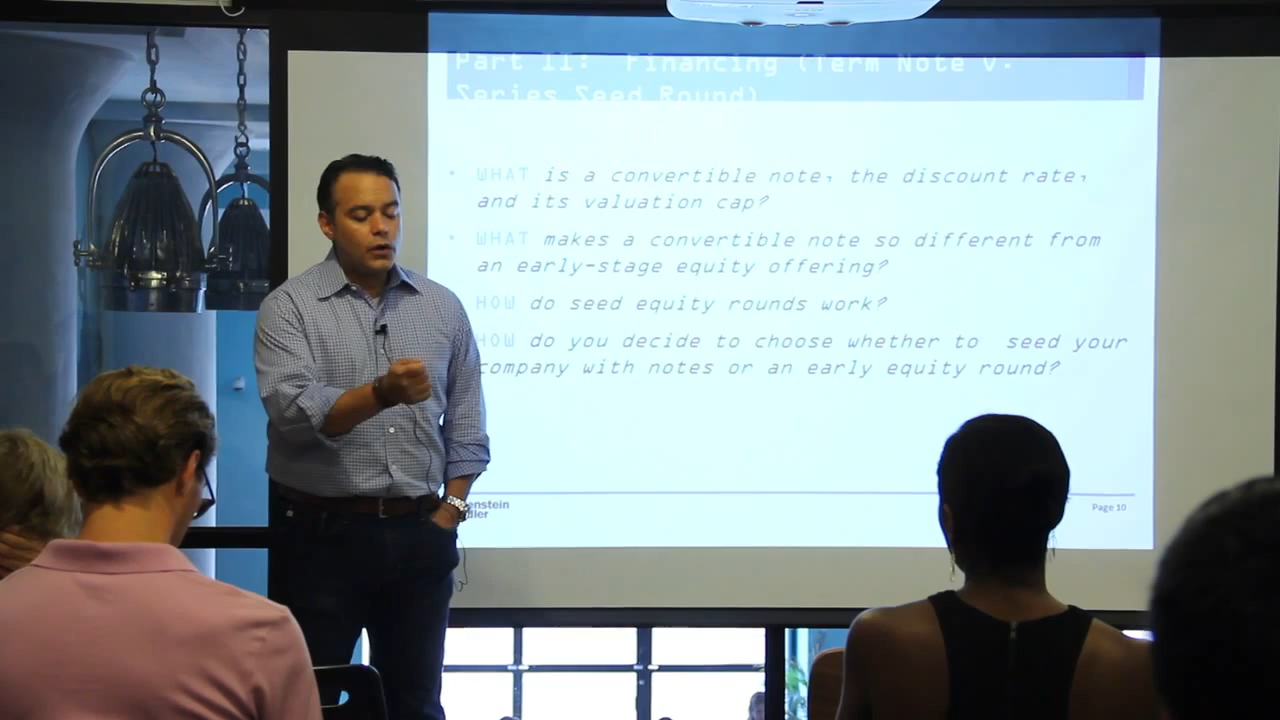 Part II: Financing (Term Note v.
Series Seed Round)
• WHAT is a convertible note, the discount rate,
and its valuation cap?
• WHAT makes a convertible note so different from
an early-stage equity offering?
HOW do seed equity rounds work?
HOW do you decide to choose whether to seed your
company with notes or an early equity round?
enstein
dler
Page 10